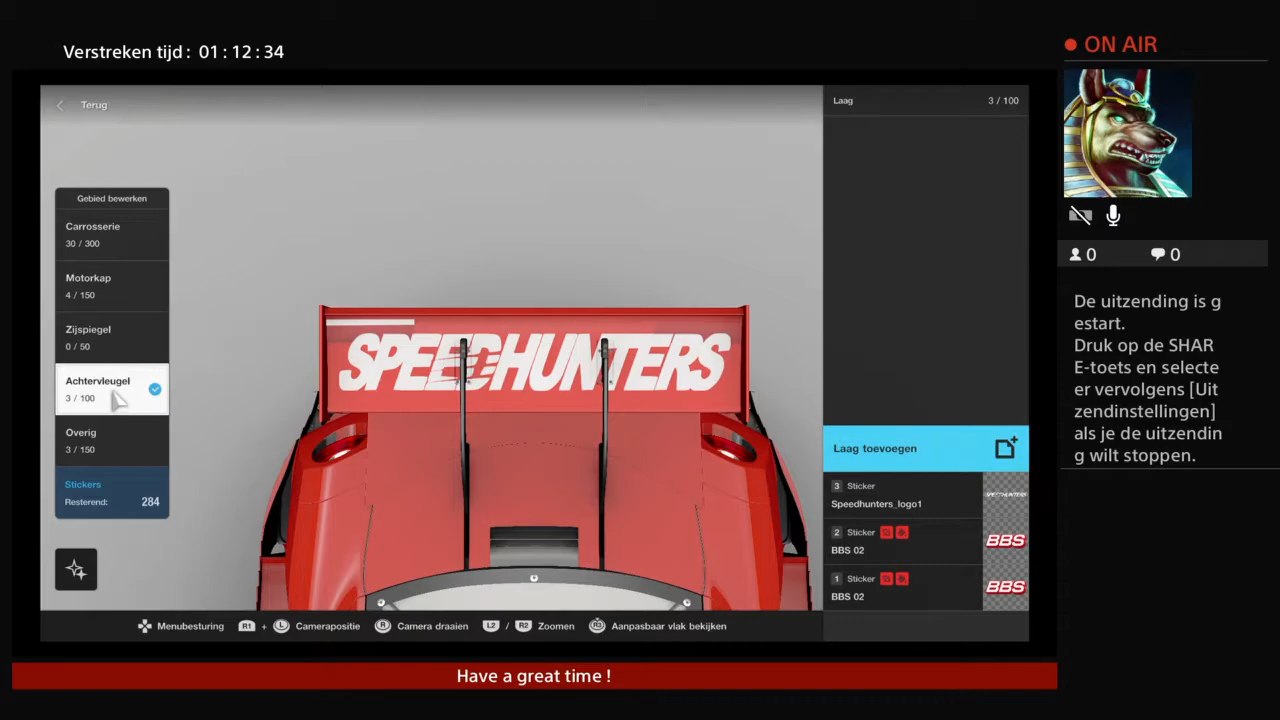 Verstreken tijd: 01:12:34
ON AIR
0
0
De uitzending is g
estart.
Druk op de SHAR
E-toets en selecte
er vervolgens [Uit
zendinstellingen]
als je de uitzendin
g wilt stoppen.
Terug
Gebied bewerken
Carrosserie
30 / 300
Motorkap
4 / 150
Zijspiegel
0 / 50
Achtervleugel
3 / 100
Overig
3 / 150
Stickers
Resterend: 284
SPEEDHUNTERS
Laag 3 / 100
Laag toevoegen
3 Sticker
Speedhunters_logo1
SPEEDHUNTERS
2 Sticker
BBS 02
BBS
1 Sticker
BBS 02
BBS
Menubesturing R1 + L Camerapositie R Camera draaien L2 / R2 Zoomen R3 Aanpasbaar vlak bekijken
Have a great time !